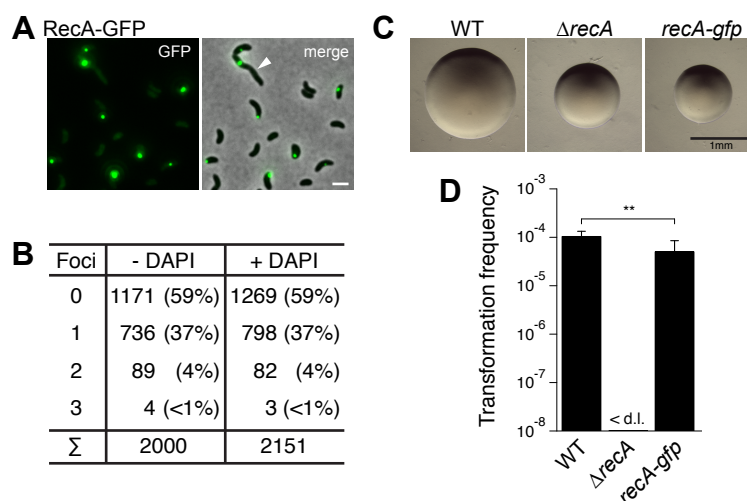 A RecA-GFP
GFP
merge
B
Foci - DAPI + DAPI
0 1171 (59%) 1269 (59%)
1 736 (37%) 798 (37%)
2 89 (4%) 82 (4%)
3 4 (<1%) 3 (<1%)
Σ 2000 2151
C WT ΔrecA recA-gfp
1mm
D
Transformation frequency
10⁻³
10⁻⁴
10⁻⁵
10⁻⁶
10⁻⁷
10⁻⁸
**
< d.l.
WT ΔrecA recA-gfp